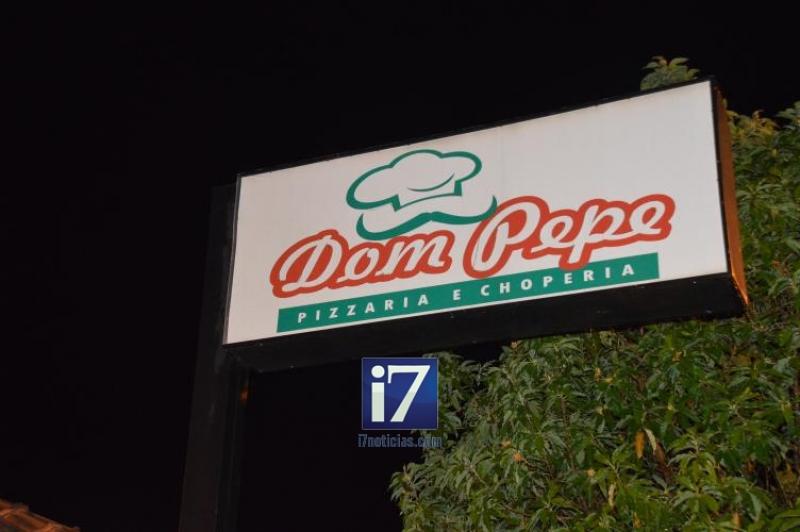 Dom Pepe
PIZZARIA E CHOPERIA
i7
i7noticias.com